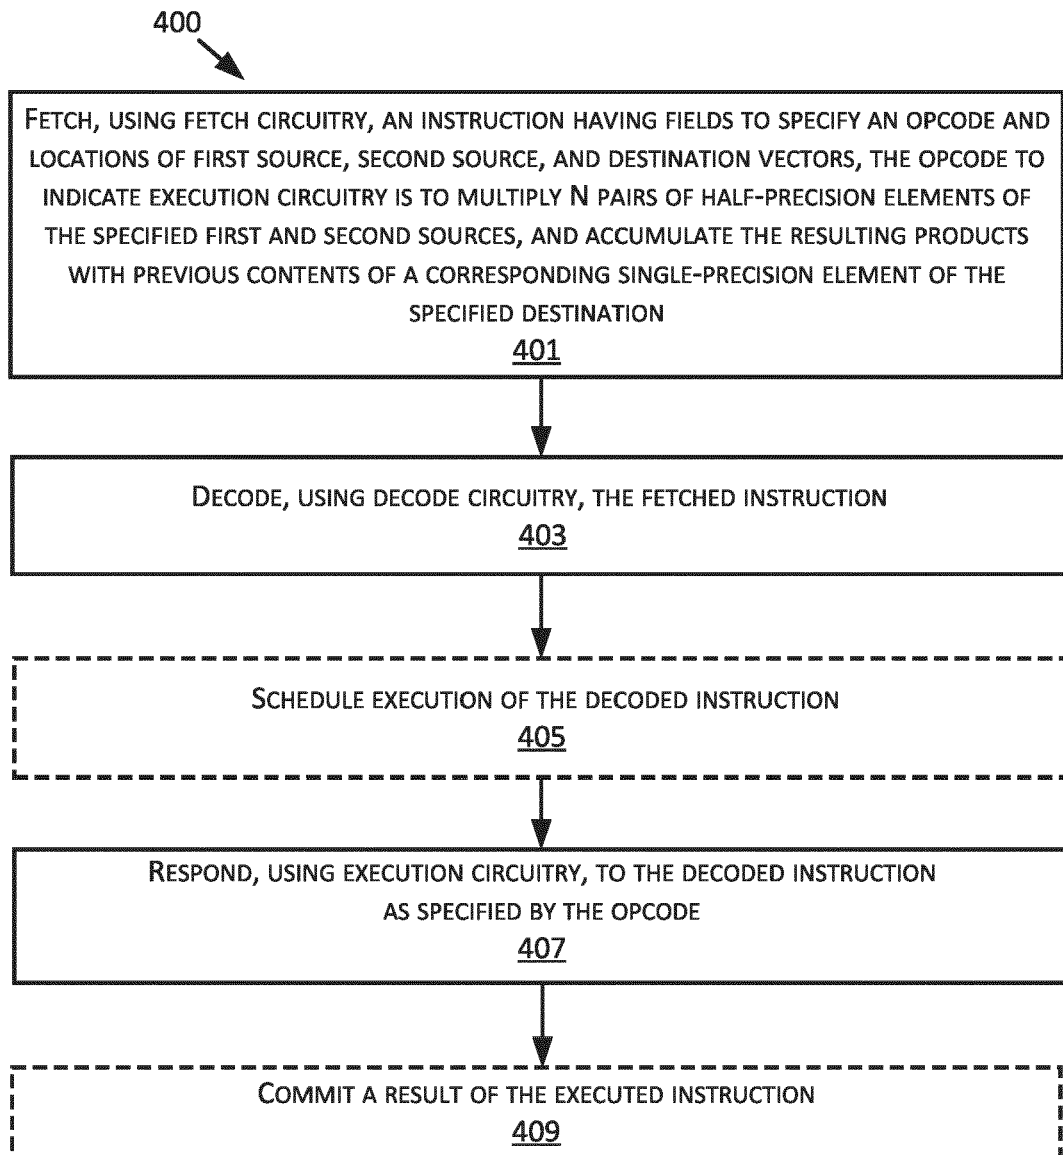 400
FETCH, USING FETCH CIRCUITRY, AN INSTRUCTION HAVING FIELDS TO SPECIFY AN OPCODE AND
LOCATIONS OF FIRST SOURCE, SECOND SOURCE, AND DESTINATION VECTORS, THE OPCODE TO
INDICATE EXECUTION CIRCUITRY IS TO MULTIPLY N PAIRS OF HALF-PRECISION ELEMENTS OF
THE SPECIFIED FIRST AND SECOND SOURCES, AND ACCUMULATE THE RESULTING PRODUCTS
WITH PREVIOUS CONTENTS OF A CORRESPONDING SINGLE-PRECISION ELEMENT OF THE
SPECIFIED DESTINATION
401
DECODE, USING DECODE CIRCUITRY, THE FETCHED INSTRUCTION
403
SCHEDULE EXECUTION OF THE DECODED INSTRUCTION
405
RESPOND, USING EXECUTION CIRCUITRY, TO THE DECODED INSTRUCTION
AS SPECIFIED BY THE OPCODE
407
COMMIT A RESULT OF THE EXECUTED INSTRUCTION
409